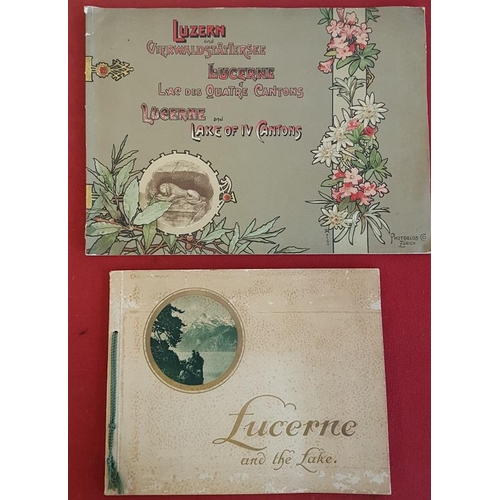 Luzern
und
Vierwaldstättersee
Lucerne
et
Lac des Quatre Cantons
Lucerne and
Lake of IV Cantons
Photoglob Co
Zürich
Lucerne
and the Lake.